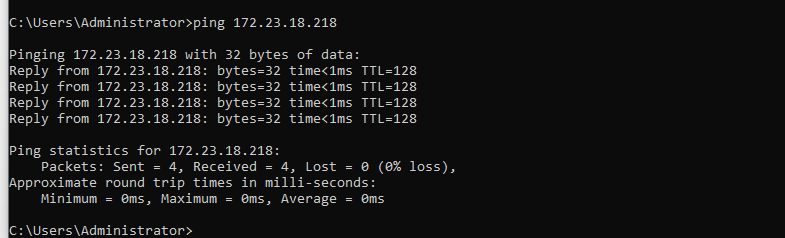 C:\Users\Administrator>ping 172.23.18.218
Pinging 172.23.18.218 with 32 bytes of data:
Reply from 172.23.18.218: bytes=32 time<1ms TTL=128
Reply from 172.23.18.218: bytes=32 time<1ms TTL=128
Reply from 172.23.18.218: bytes=32 time<1ms TTL=128
Reply from 172.23.18.218: bytes=32 time<1ms TTL=128
Ping statistics for 172.23.18.218:
    Packets: Sent = 4, Received = 4, Lost = 0 (0% loss),
Approximate round trip times in milli-seconds:
    Minimum = 0ms, Maximum = 0ms, Average = 0ms
C:\Users\Administrator>